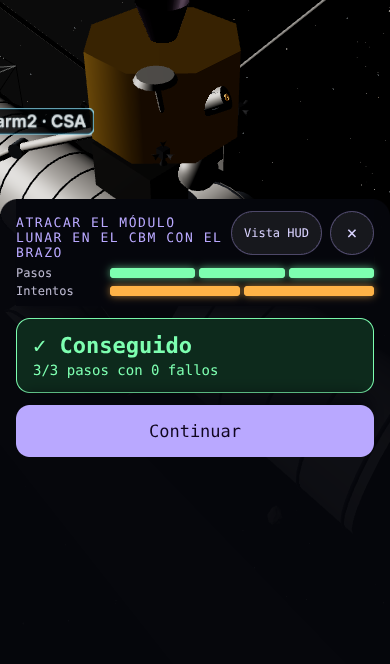 arm2 · CSA
ATRACAR EL MÓDULO
LUNAR EN EL CBM CON EL
BRAZO
Vista HUD
×
Pasos
Intentos
✓ Conseguido
3/3 pasos con 0 fallos
Continuar